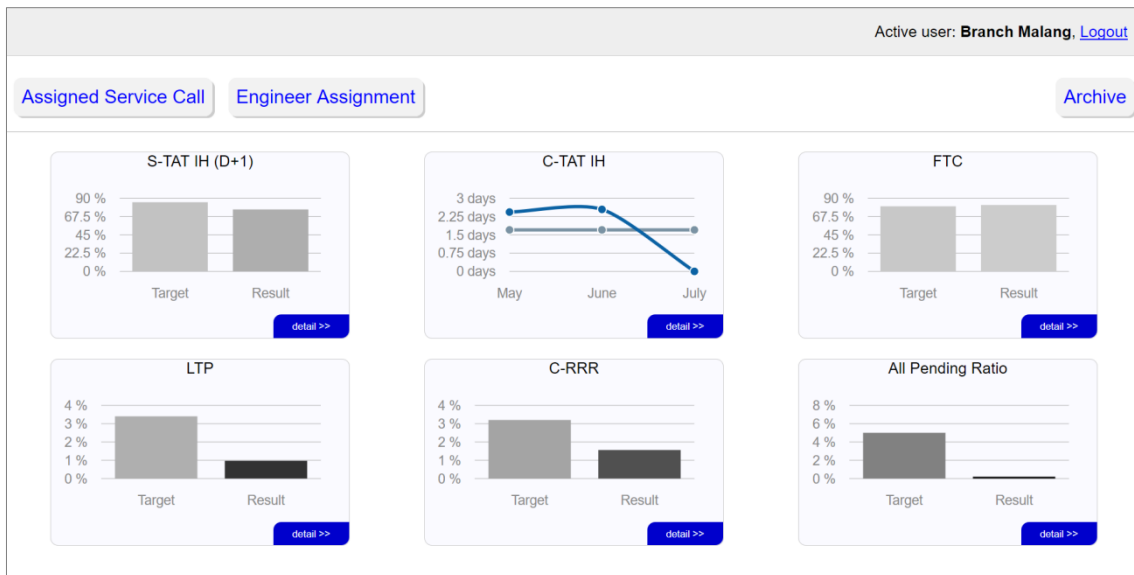 Active user: Branch Malang, Logout
Assigned Service Call
Engineer Assignment
Archive
S-TAT IH (D+1)
90 %
67.5 %
45 %
22.5 %
0 %
Target Result
detail >>
C-TAT IH
3 days
2.25 days
1.5 days
0.75 days
0 days
May June July
detail >>
FTC
90 %
67.5 %
45 %
22.5 %
0 %
Target Result
detail >>
LTP
4 %
3 %
2 %
1 %
0 %
Target Result
detail >>
C-RRR
4 %
3 %
2 %
1 %
0 %
Target Result
detail >>
All Pending Ratio
8 %
6 %
4 %
2 %
0 %
Target Result
detail >>